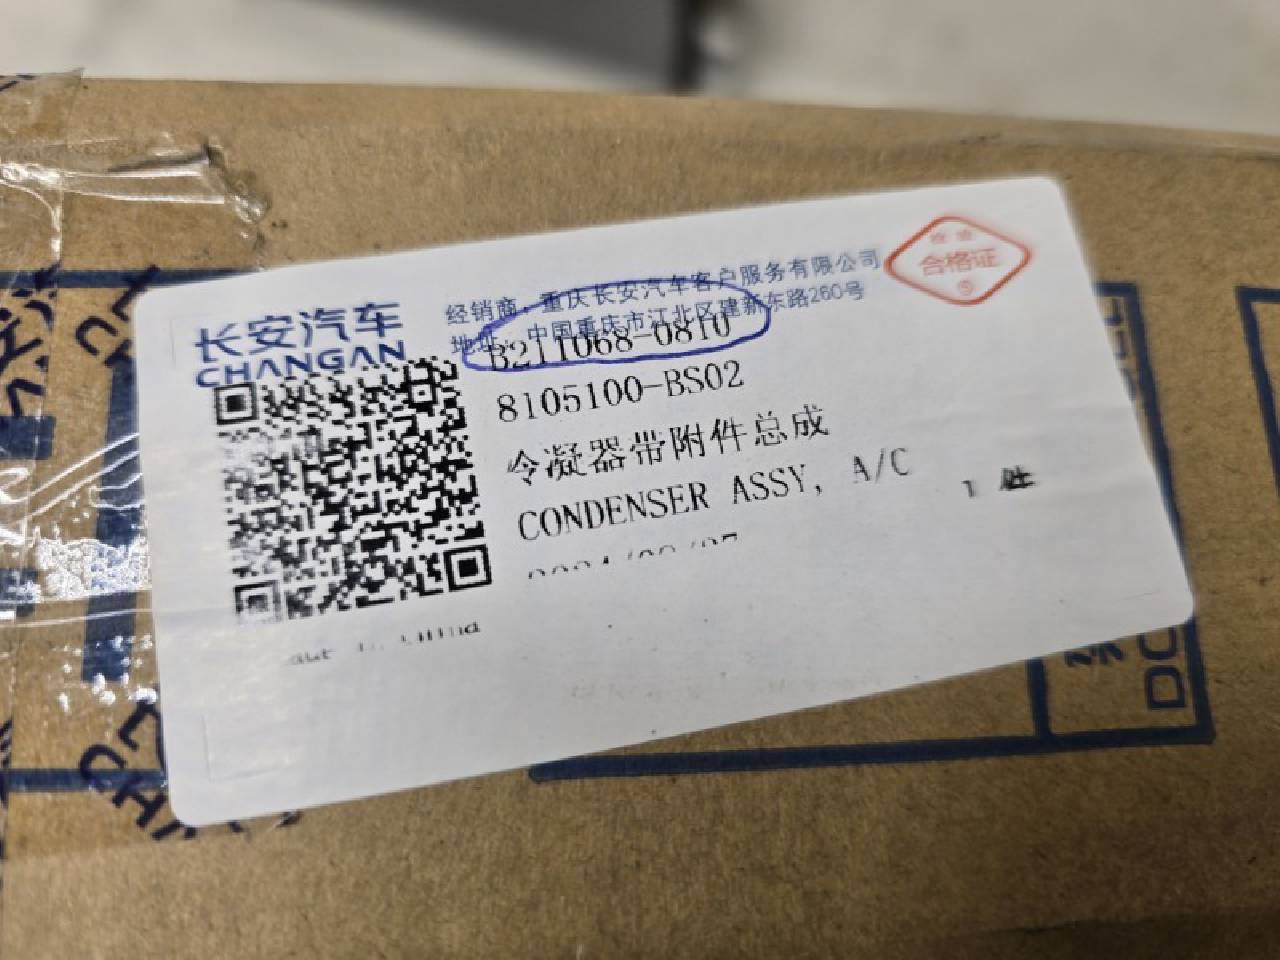 长安汽车
CHANGAN
经销商:重庆长安汽车客户服务有限公司
地址:中国重庆市江北区建新东路260号
合格证
B211068-0810
8105100-BS02
冷凝器带附件总成
CONDENSER ASSY, A/C
1 件